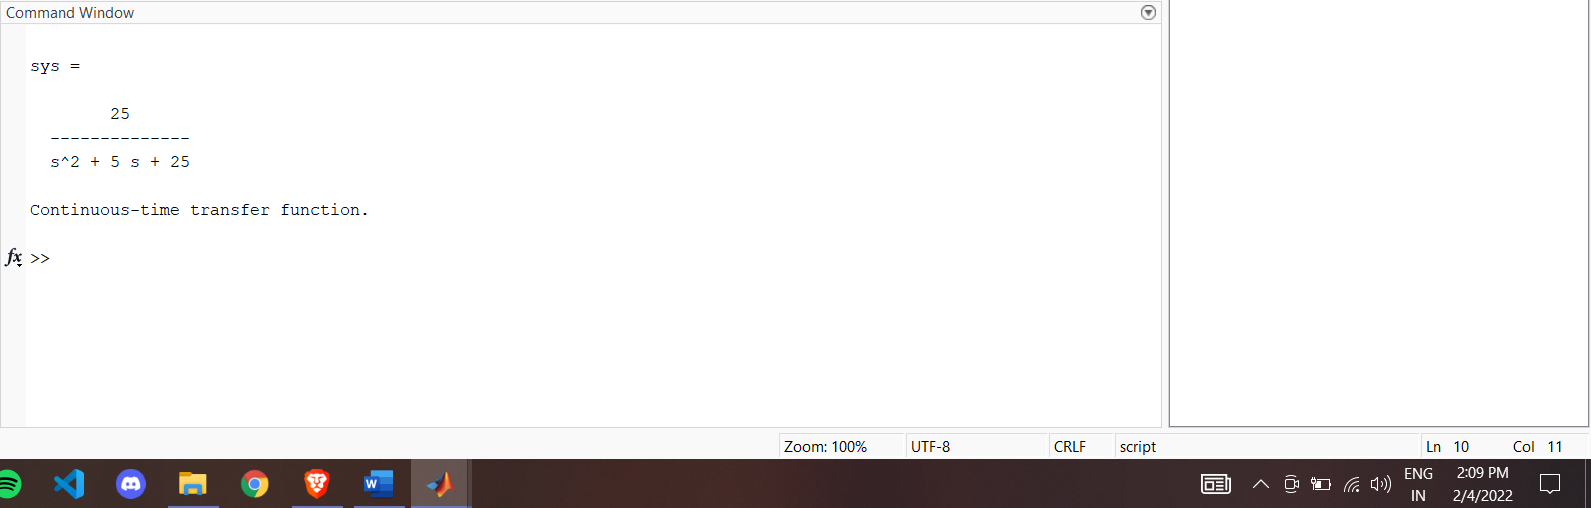 Command Window
sys =
25
--------------
s^2 + 5 s + 25
Continuous-time transfer function.
fx >>
Zoom: 100% UTF-8 CRLF script Ln 10 Col 11
W
ENG 2:09 PM
IN 2/4/2022